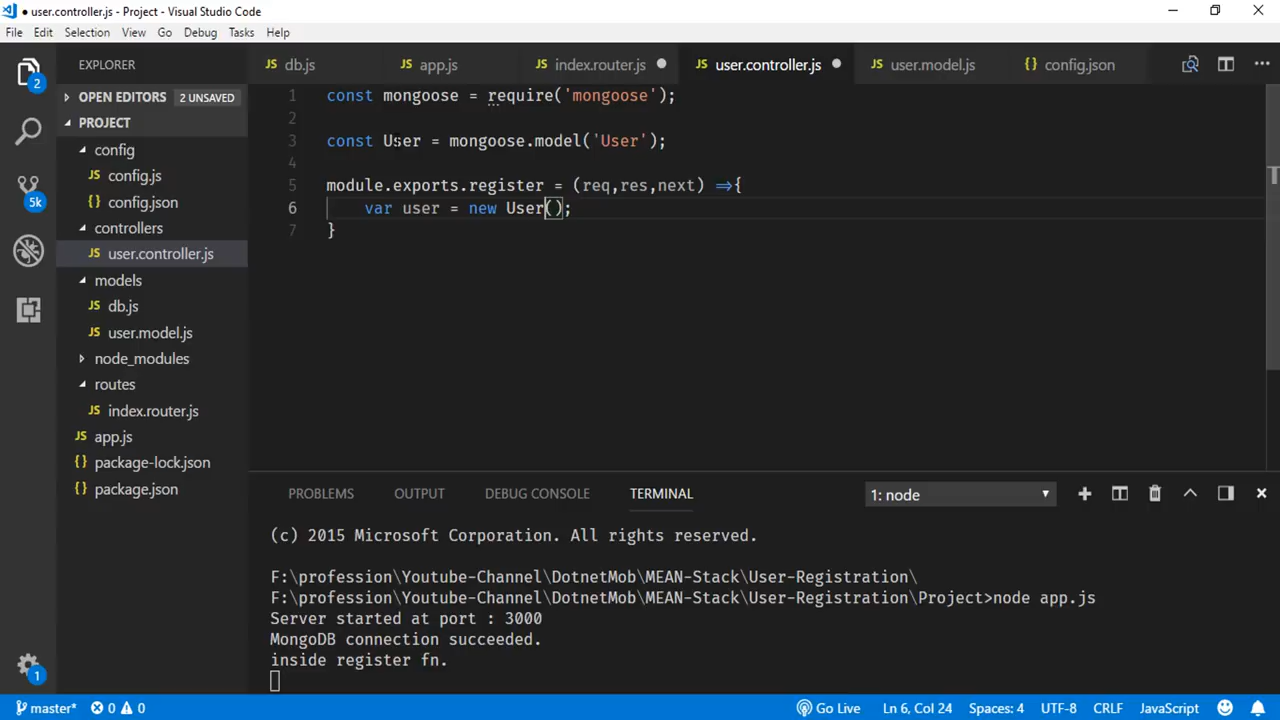 ● user.controller.js - Project - Visual Studio Code
File Edit Selection View Go Debug Tasks Help
EXPLORER
db.js
app.js
index.router.js
user.controller.js
user.model.js
config.json
2
OPEN EDITORS 2 UNSAVED
PROJECT
config
config.js
config.json
controllers
user.controller.js
models
db.js
user.model.js
node_modules
routes
index.router.js
app.js
package-lock.json
package.json
5k
1
1 const mongoose = require('mongoose');
2
3 const User = mongoose.model('User');
4
5 module.exports.register = (req,res,next) =>{
6 var user = new User();
7 }
PROBLEMS OUTPUT DEBUG CONSOLE TERMINAL 1: node
(c) 2015 Microsoft Corporation. All rights reserved.
F:\profession\Youtube-Channel\DotnetMob\MEAN-Stack\User-Registration\
F:\profession\Youtube-Channel\DotnetMob\MEAN-Stack\User-Registration\Project>node app.js
Server started at port : 3000
MongoDB connection succeeded.
inside register fn.
master* 0 0 Go Live Ln 6, Col 24 Spaces: 4 UTF-8 CRLF JavaScript